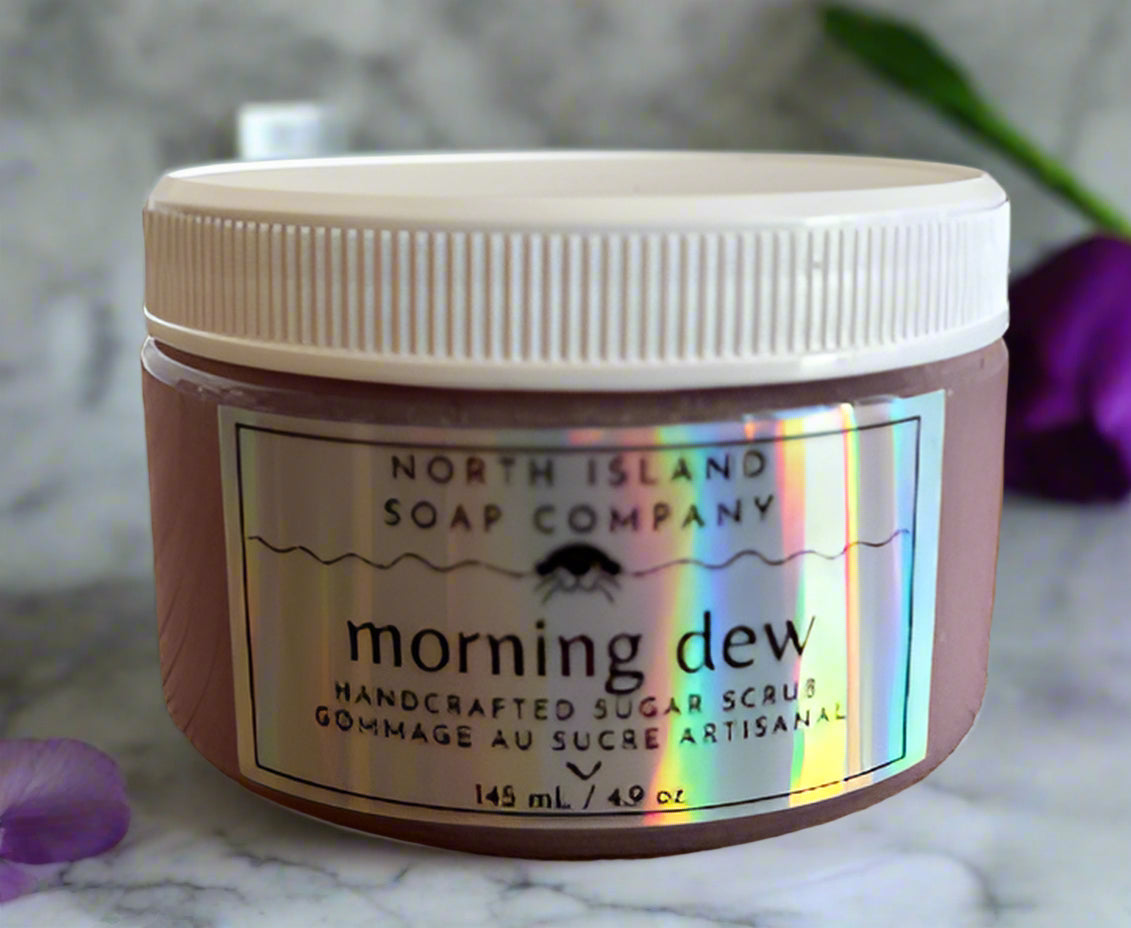 NORTH ISLAND
SOAP COMPANY
morning dew
HANDCRAFTED SUGAR SCRUB
GOMMAGE AU SUCRE ARTISANAL
145 mL / 4.9 oz